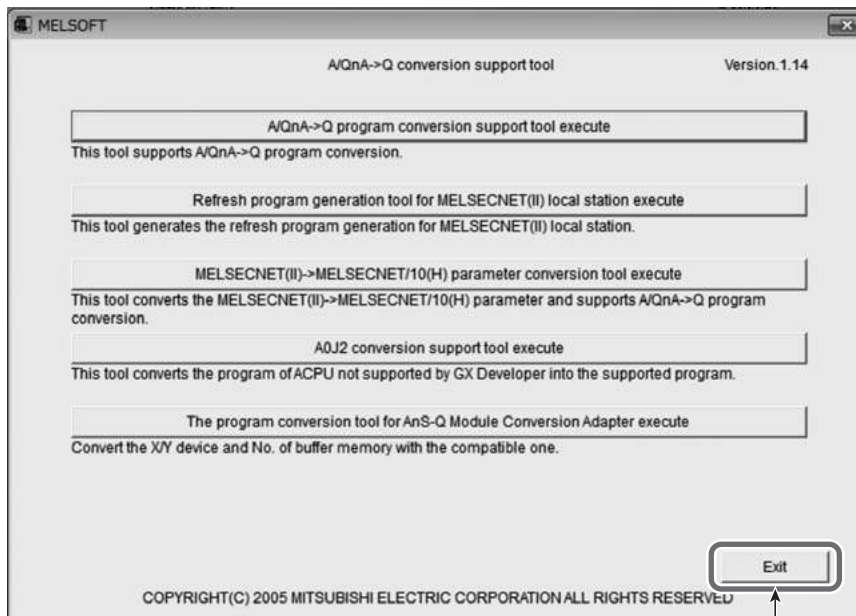 MELSOFT
A/QnA->Q conversion support tool
Version.1.14
A/QnA->Q program conversion support tool execute
This tool supports A/QnA->Q program conversion.
Refresh program generation tool for MELSECNET(II) local station execute
This tool generates the refresh program generation for MELSECNET(II) local station.
MELSECNET(II)->MELSECNET/10(H) parameter conversion tool execute
This tool converts the MELSECNET(II)->MELSECNET/10(H) parameter and supports A/QnA->Q program
conversion.
A0J2 conversion support tool execute
This tool converts the program of ACPU not supported by GX Developer into the supported program.
The program conversion tool for AnS-Q Module Conversion Adapter execute
Convert the X/Y device and No. of buffer memory with the compatible one.
Exit
COPYRIGHT(C) 2005 MITSUBISHI ELECTRIC CORPORATION ALL RIGHTS RESERVED